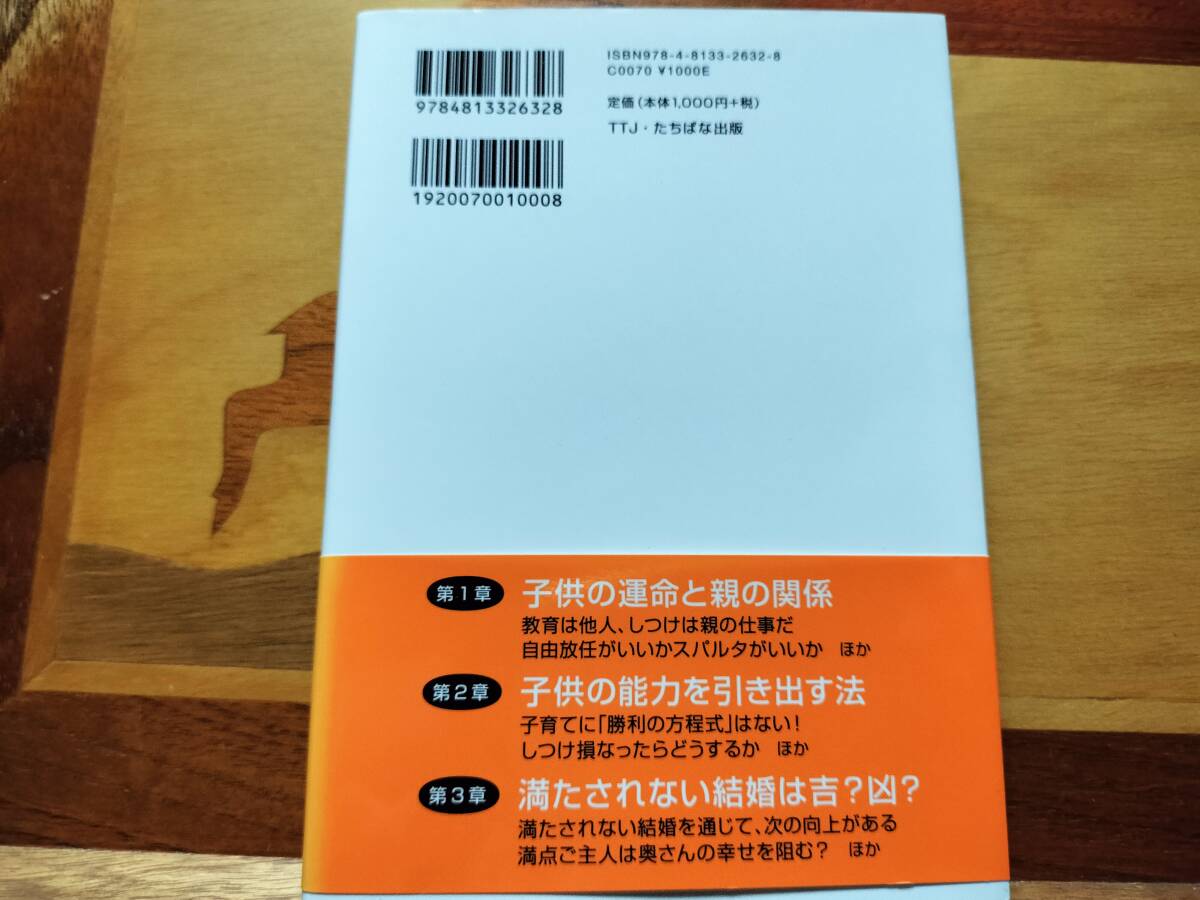 9784813326328
1920070010008
ISBN978-4-8133-2632-8
C0070 ¥1000E
定価(本体1,000円+税)
TTJ・たちばな出版
第1章 子供の運命と親の関係
教育は他人、しつけは親の仕事だ
自由放任がいいかスパルタがいいか ほか
第2章 子供の能力を引き出す法
子育てに「勝利の方程式」はない!
しつけ損なったらどうするか ほか
第3章 満たされない結婚は吉?凶?
満たされない結婚を通じて、次の向上がある
満点ご主人は奥さんの幸せを阻む? ほか